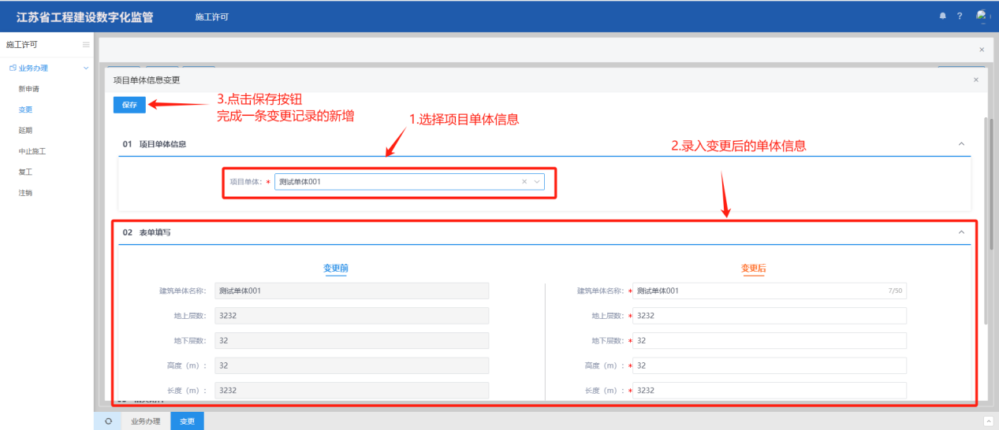 江苏省工程建设数字化监管
施工许可
?
施工许可
业务办理
新申请
变更
延期
中止施工
复工
注销
项目单体信息变更
保存
3.点击保存按钮
完成一条变更记录的新增
1.选择项目单体信息
2.录入变更后的单体信息
01 项目单体信息
项目单体: * 测试单体001
02 表单填写
变更前
变更后
建筑单体名称: 测试单体001
建筑单体名称: * 测试单体001 7/50
地上层数: 3232
地上层数: * 3232
地下层数: 32
地下层数: * 32
高度（m）: 32
高度（m）: * 32
长度（m）: 3232
长度（m）: * 3232
业务办理
变更